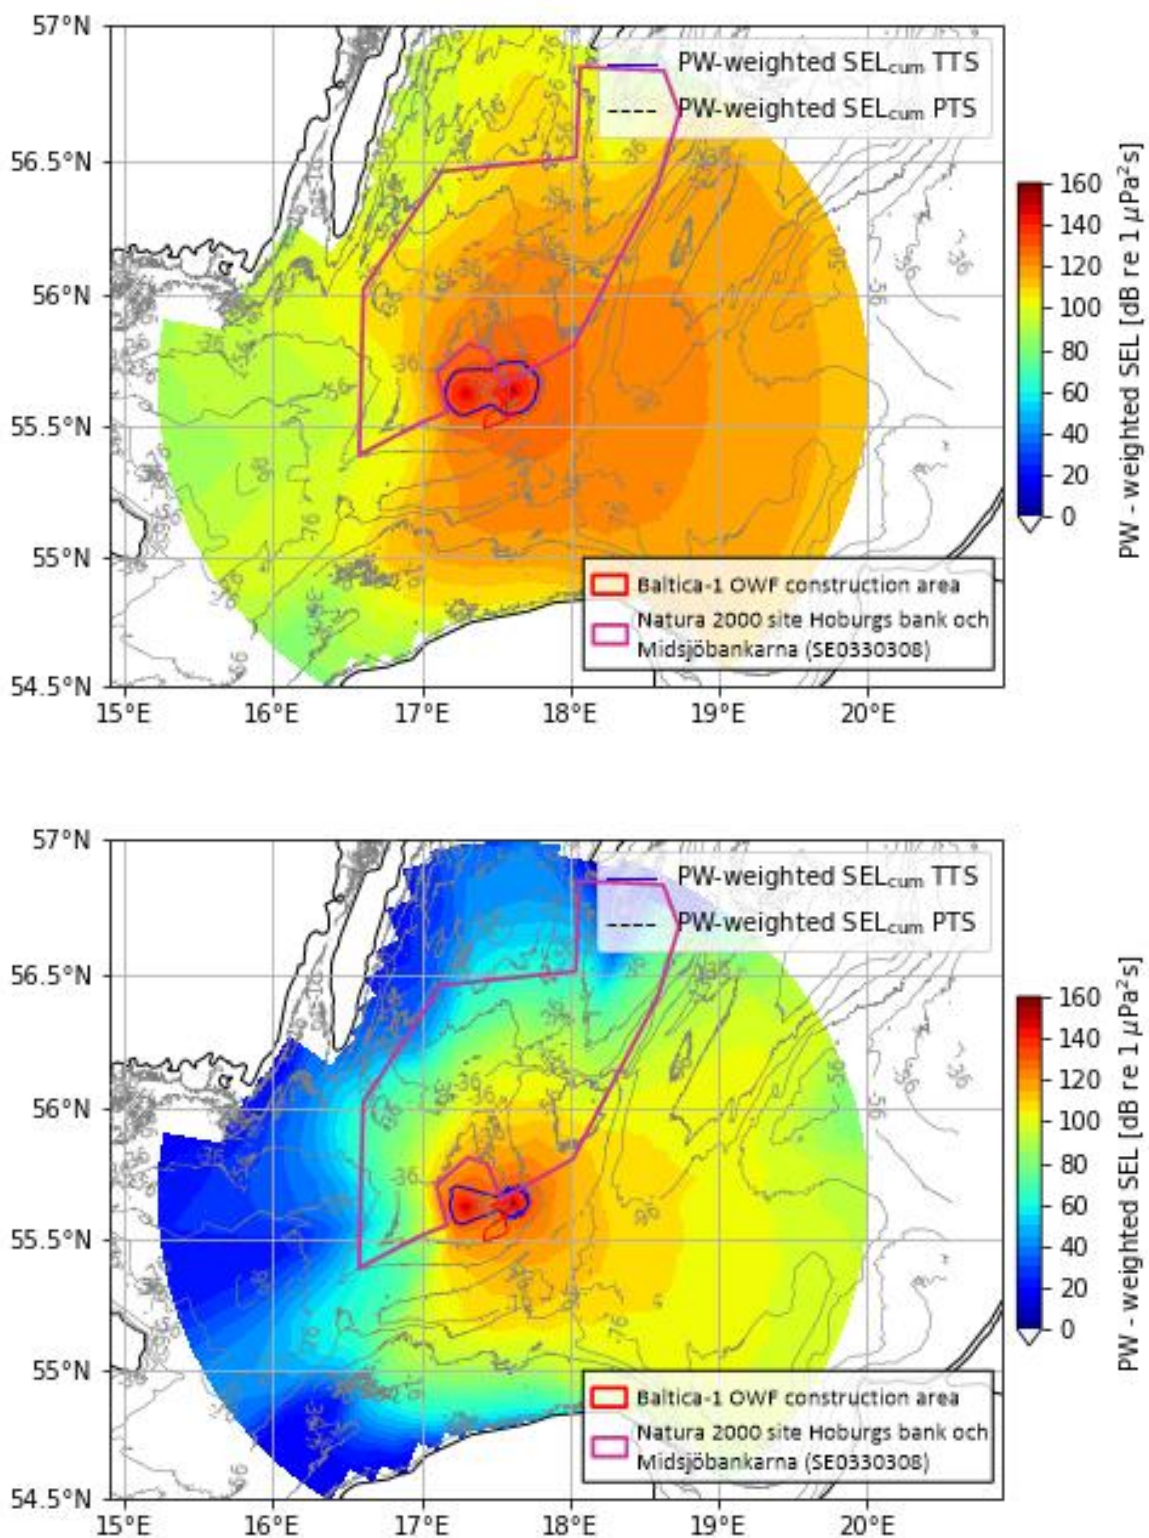 57°N
PW-weighted SELcum TTS
PW-weighted SELcum PTS
56.5°N
56°N
55.5°N
55°N
54.5°N
15°E 16°E 17°E 18°E 19°E 20°E
160
140
120
100
80
60
40
20
0
PW - weighted SEL [dB re 1 μPa²s]
Baltica-1 OWF construction area
Natura 2000 site Hoburgs bank och
Midsjöbankarna (SE0330308)
57°N
PW-weighted SELcum TTS
PW-weighted SELcum PTS
56.5°N
56°N
55.5°N
55°N
54.5°N
15°E 16°E 17°E 18°E 19°E 20°E
160
140
120
100
80
60
40
20
0
PW - weighted SEL [dB re 1 μPa²s]
Baltica-1 OWF construction area
Natura 2000 site Hoburgs bank och
Midsjöbankarna (SE0330308)